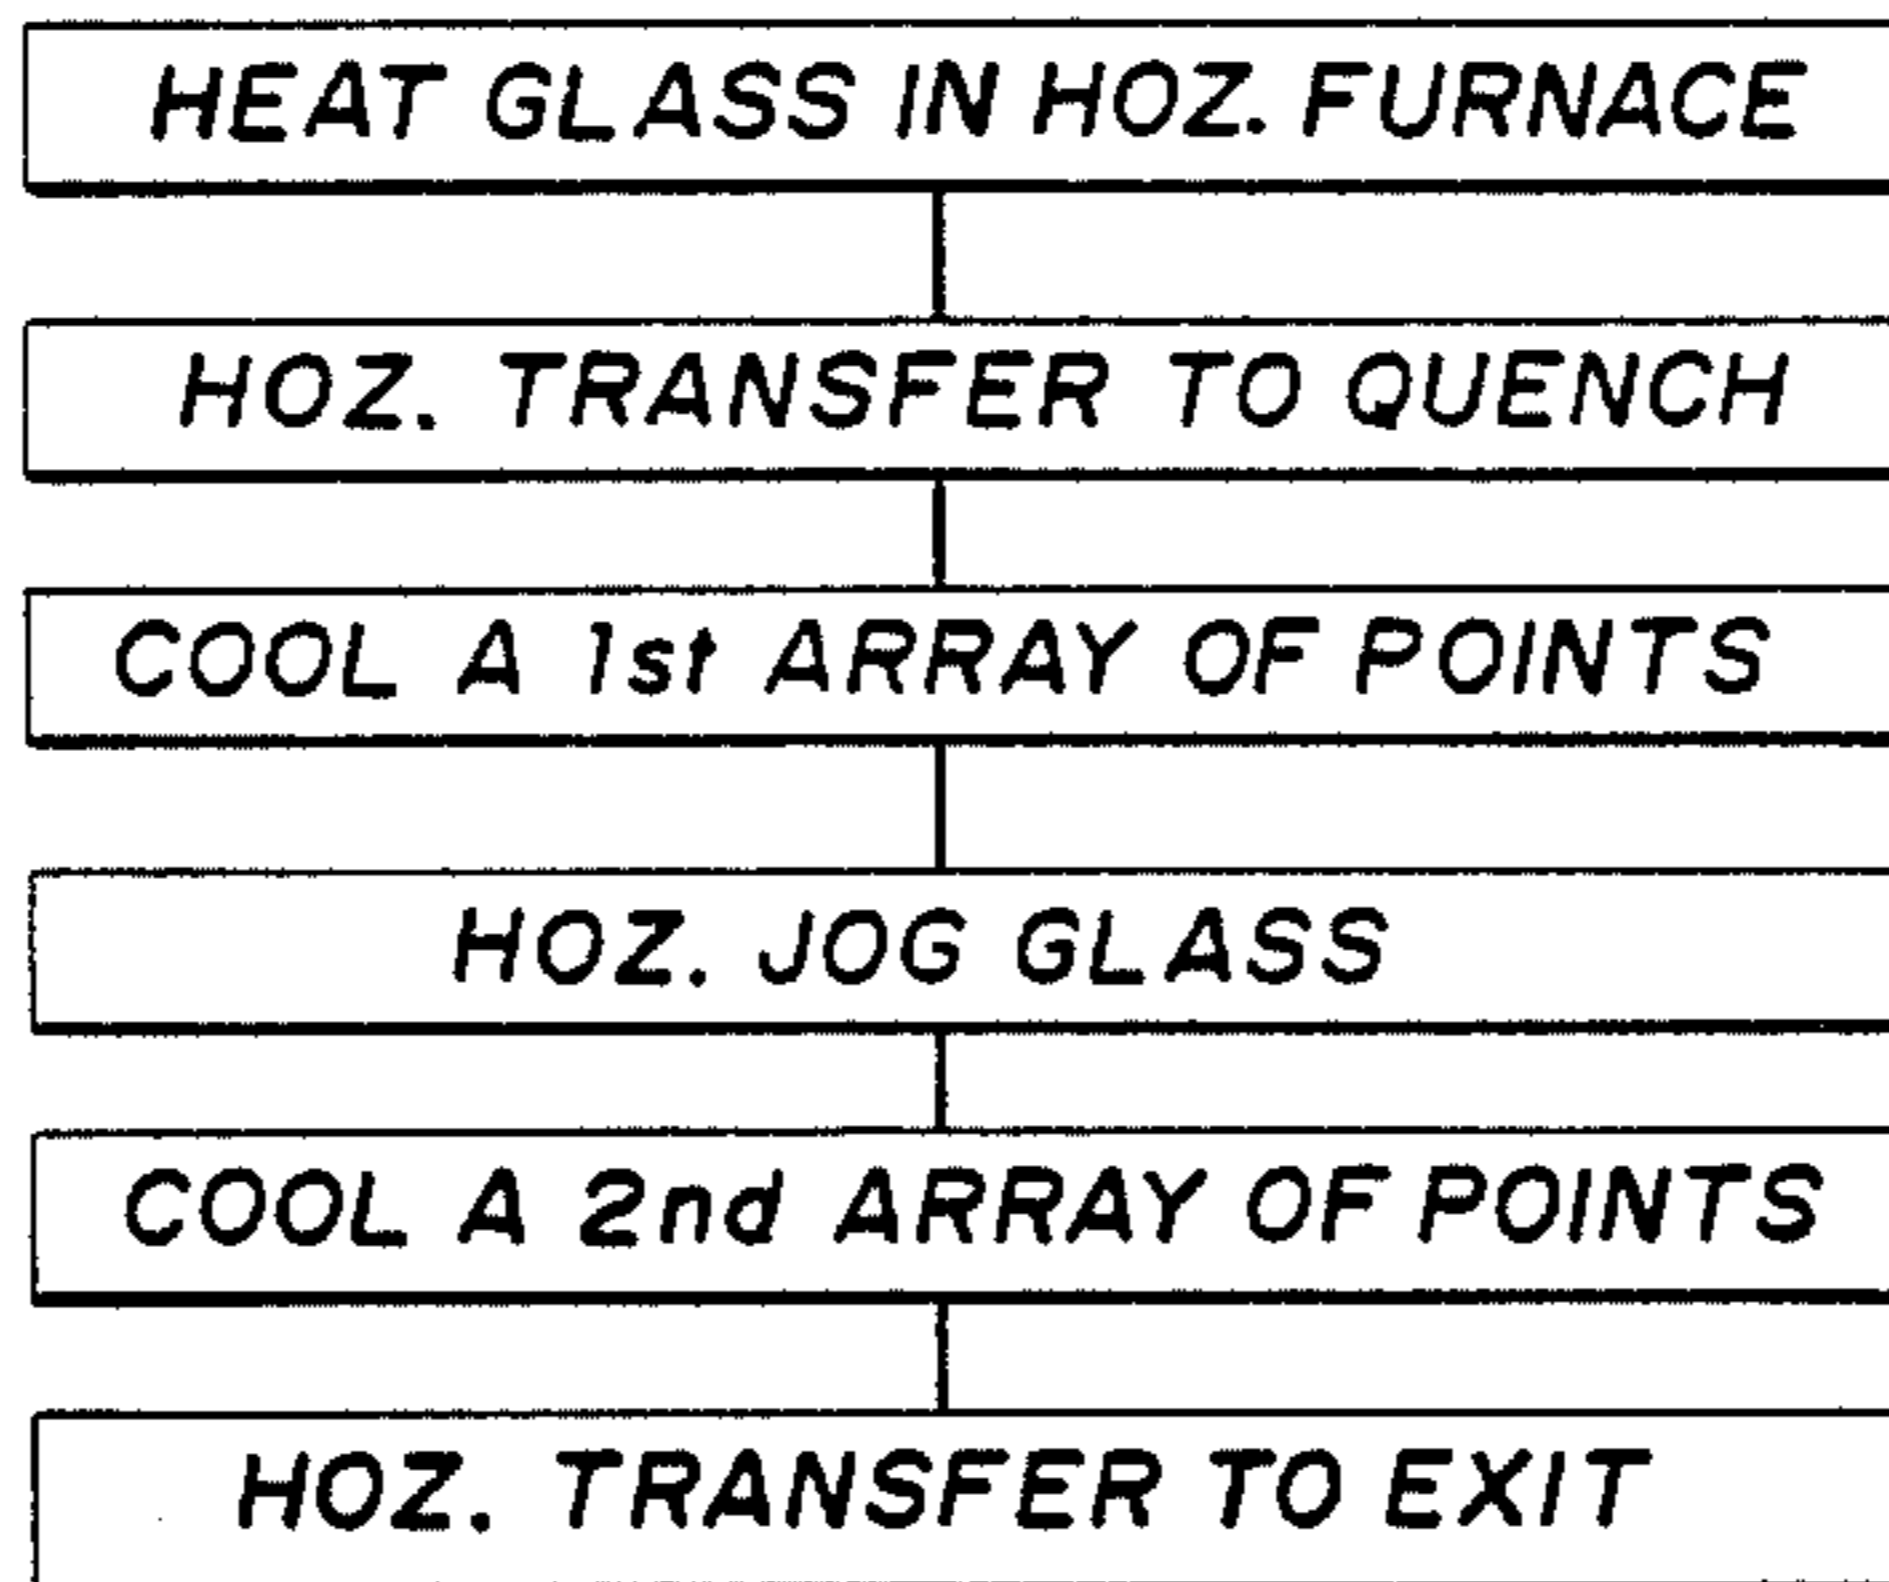 HEAT GLASS IN HOZ. FURNACE
HOZ. TRANSFER TO QUENCH
COOL A 1st ARRAY OF POINTS
HOZ. JOG GLASS
COOL A 2nd ARRAY OF POINTS
HOZ. TRANSFER TO EXIT